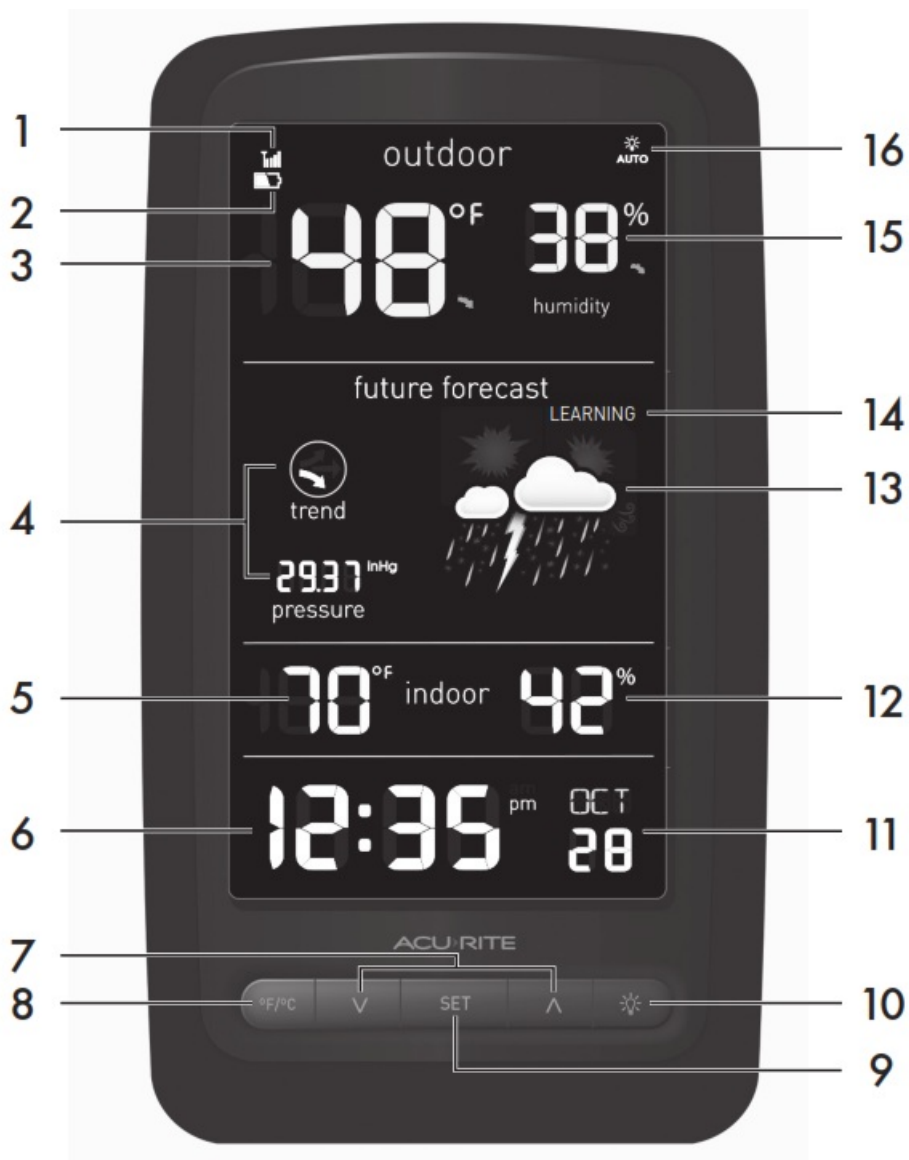 1
2
3
4
5
6
7
8
9
10
11
12
13
14
15
16
outdoor
AUTO
48 °F
38 %
humidity
future forecast
LEARNING
trend
29.37 inHg
pressure
70 °F indoor 42 %
12:35 pm
OCT
28
ACU›RITE
°F/°C ∨ SET ∧